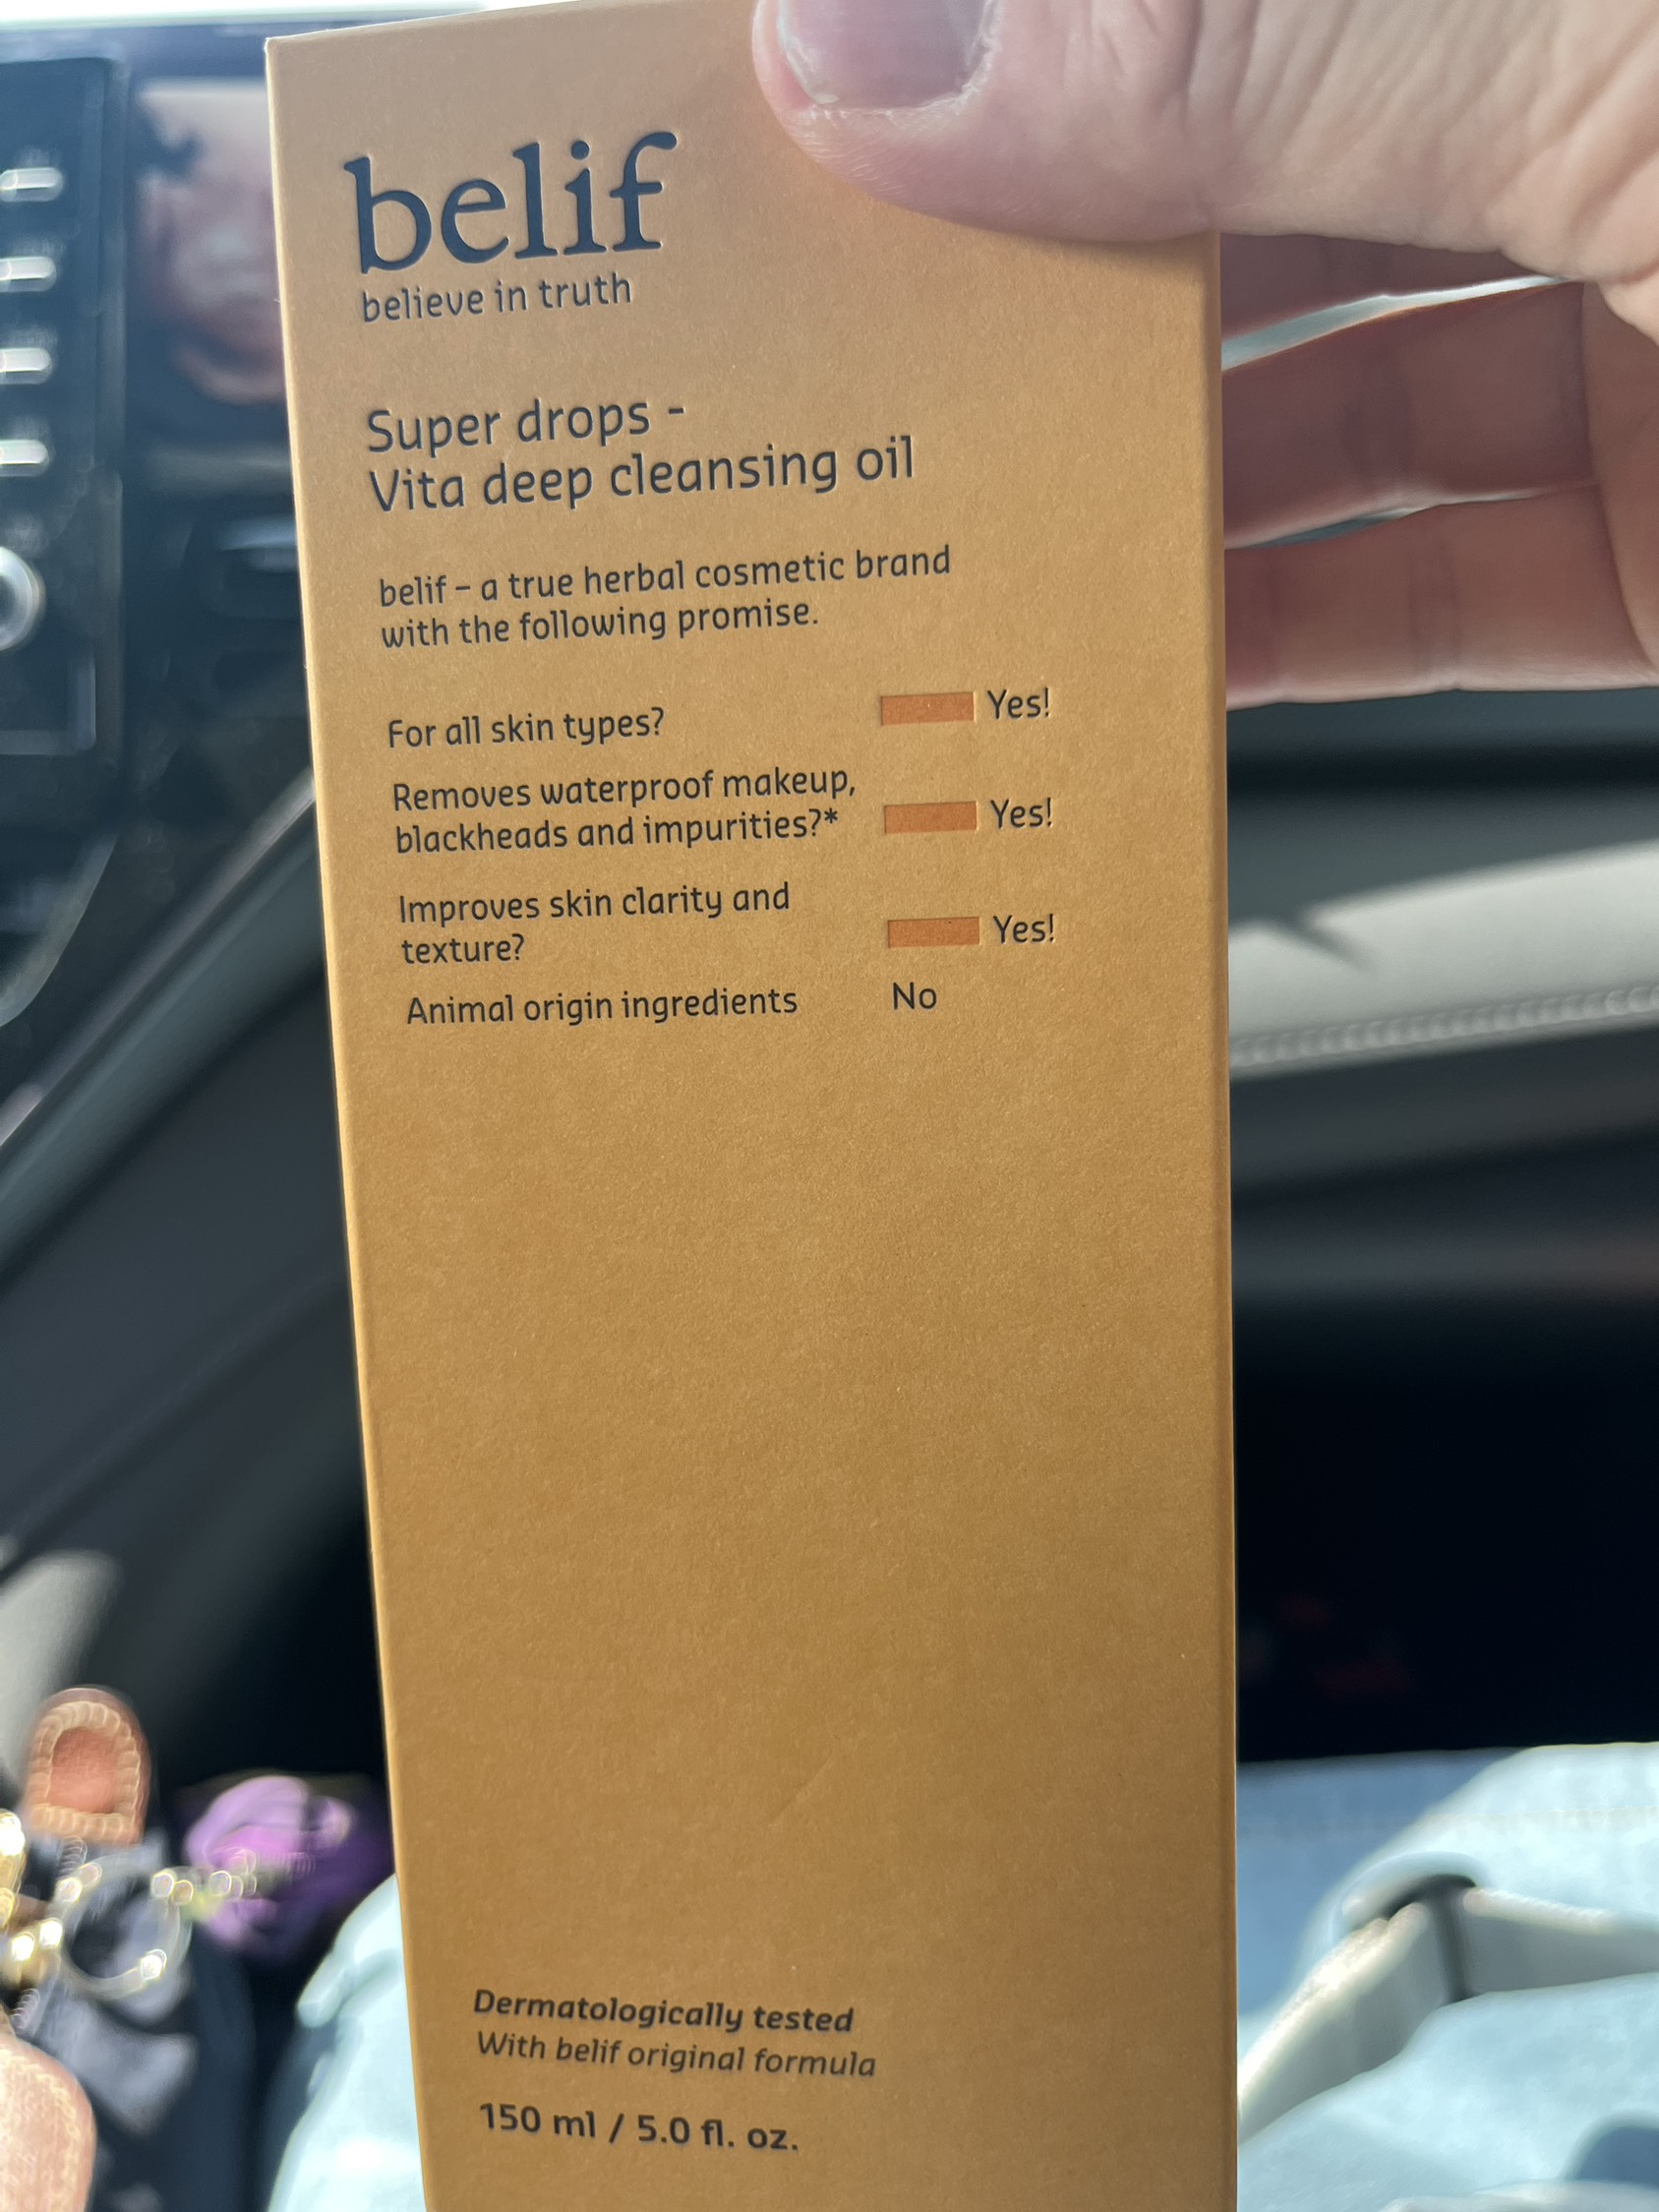 belif
believe in truth
Super drops -
Vita deep cleansing oil
belif – a true herbal cosmetic brand
with the following promise.
For all skin types? Yes!
Removes waterproof makeup,
blackheads and impurities?* Yes!
Improves skin clarity and
texture? Yes!
Animal origin ingredients No
Dermatologically tested
With belif original formula
150 ml / 5.0 fl. oz.